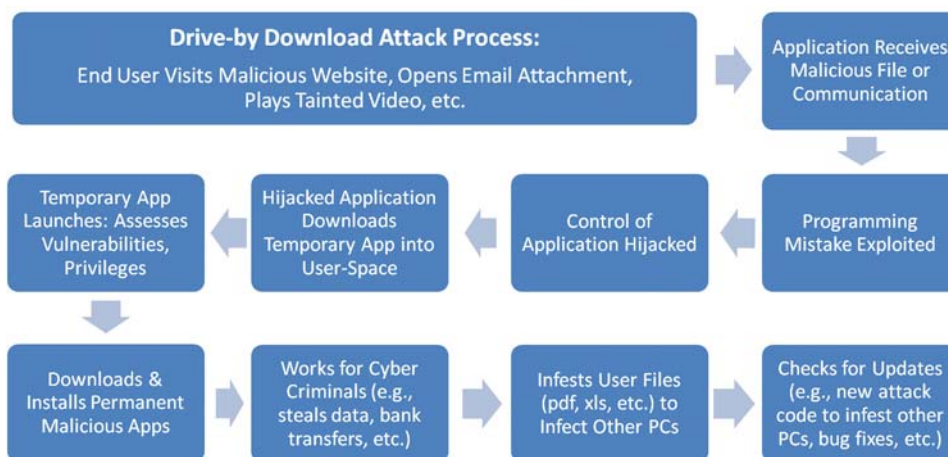 Drive-by Download Attack Process:
End User Visits Malicious Website, Opens Email Attachment,
Plays Tainted Video, etc.
Application Receives
Malicious File or
Communication
Programming
Mistake Exploited
Control of
Application Hijacked
Hijacked Application
Downloads
Temporary App into
User-Space
Temporary App
Launches: Assesses
Vulnerabilities,
Privileges
Downloads &
Installs Permanent
Malicious Apps
Works for Cyber
Criminals (e.g.,
steals data, bank
transfers, etc.)
Infests User Files
(pdf, xls, etc.) to
Infect Other PCs
Checks for Updates
(e.g., new attack
code to infest other
PCs, bug fixes, etc.)